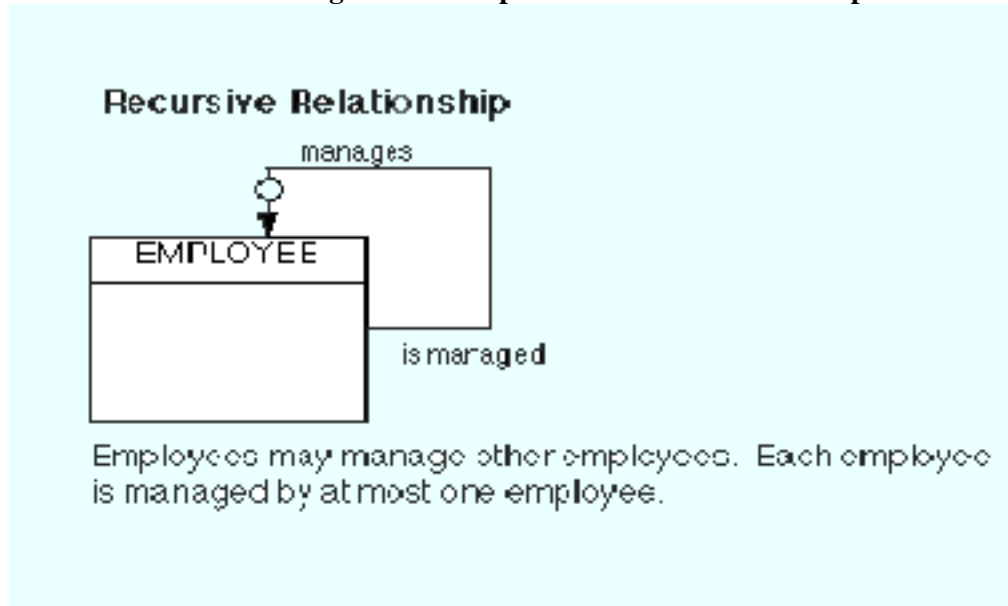 Recursive Relationship
manages
EMPLOYEE
is managed
Employees may manage other employees. Each employee
is managed by at most one employee.